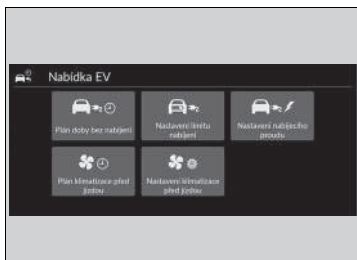 Nabídka EV
Plán doby bez nabíjení
Nastavení limitu
nabíjení
Nastavení nabíjecího
proudu
Plán klimatizace před
jízdou
Nastavení klimatizace
před jízdou